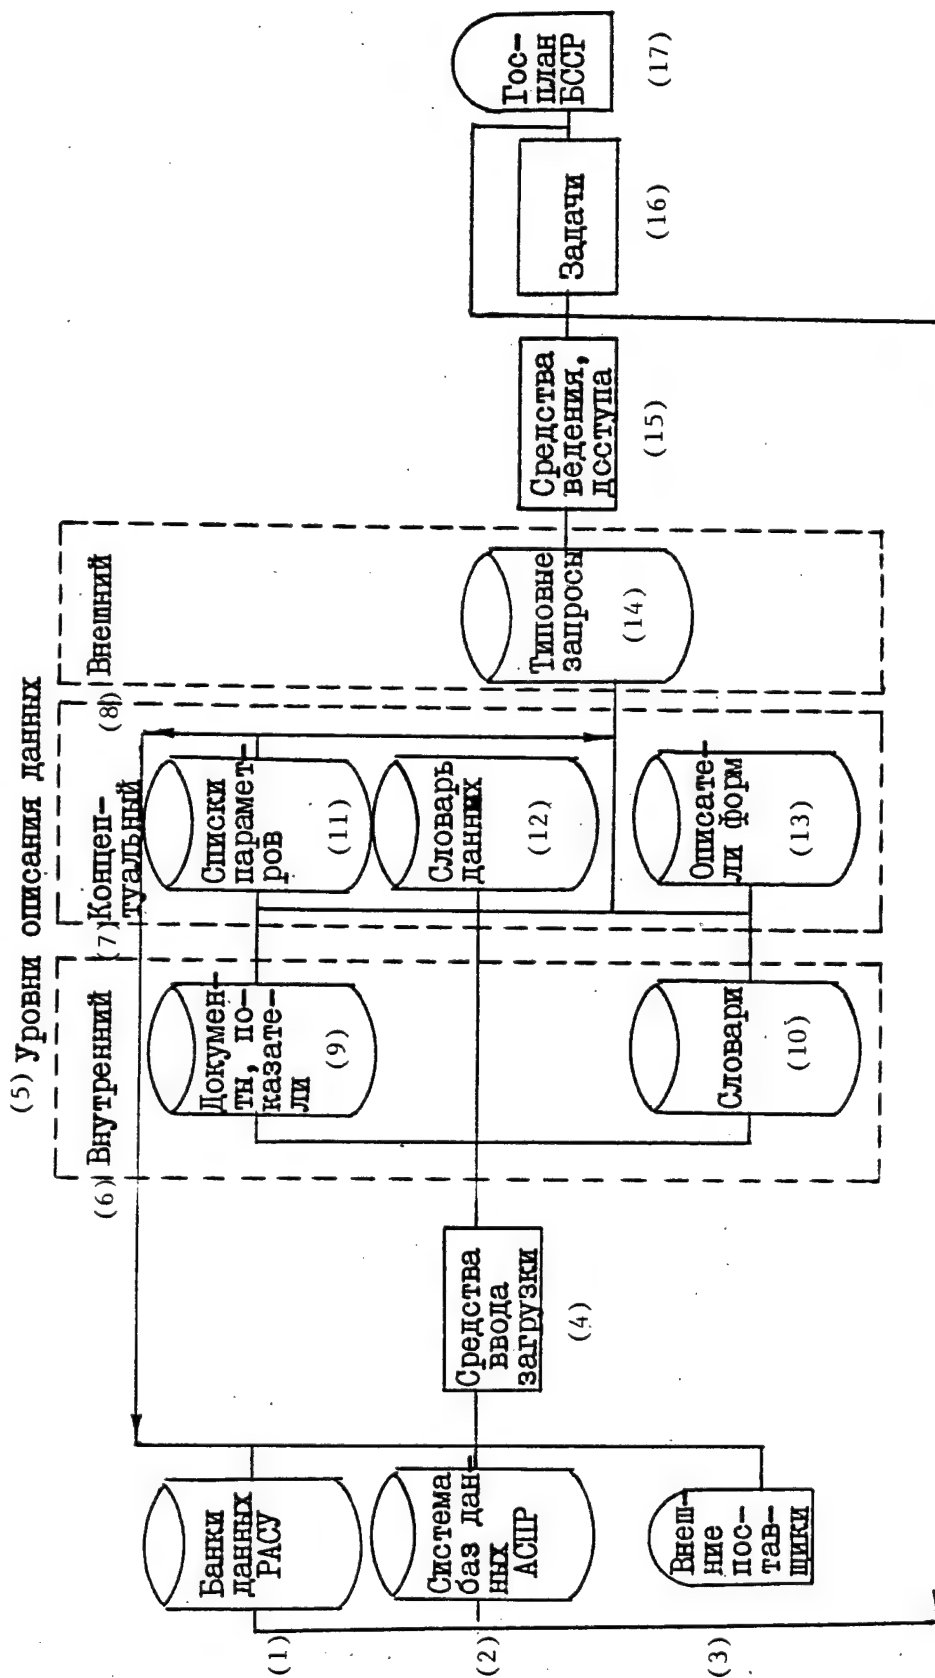 (5) Уровни описания данных
(6) Внутренний
(7) Концеп-
туальный
(8) Внешний
Банки
данных
РАСУ
(1)
Система
баз дан-
ных
АСПР
(2)
Внеш-
ние
пос-
тав-
щики
(3)
Средства
ввода
загрузки
(4)
Докумен-
ты, по-
казате-
ли
(9)
Словари
(10)
Списки
парамет-
ров
(11)
Словарь
данных
(12)
Описате-
ли форм
(13)
Типовые
запросы
(14)
Средства
ведения,
доступа
(15)
Задачи
(16)
Гос-
план
БССР
(17)